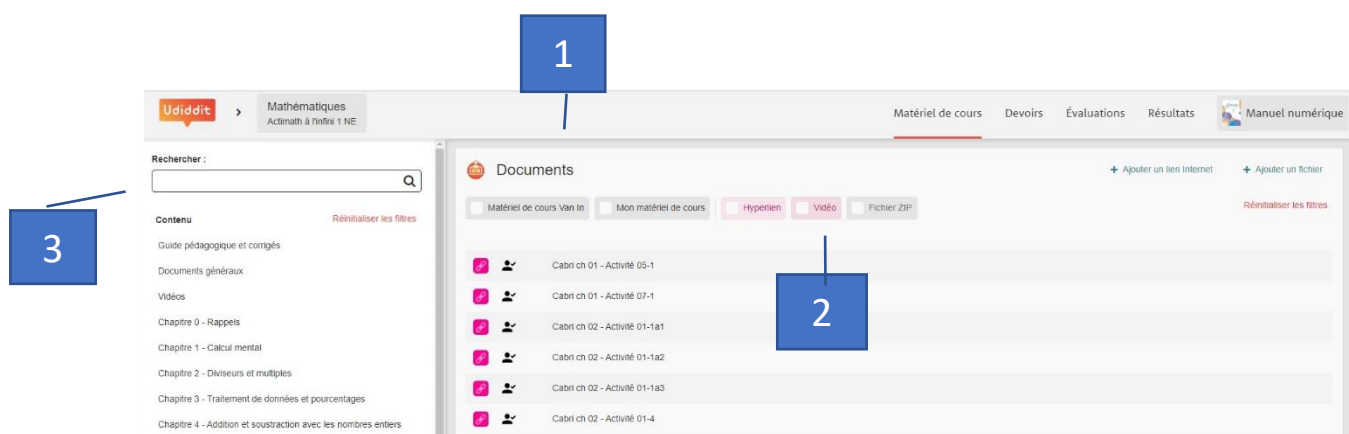 1
Udiddit
>
Mathématiques
Actimath à l'infini 1 NE
Matériel de cours
Devoirs
Évaluations
Résultats
Manuel numérique
3
Rechercher :
Contenu
Réinitialiser les filtres
Guide pédagogique et corrigés
Documents généraux
Vidéos
Chapitre 0 - Rappels
Chapitre 1 - Calcul mental
Chapitre 2 - Diviseurs et multiples
Chapitre 3 - Traitement de données et pourcentages
Chapitre 4 - Addition et soustraction avec les nombres entiers
Documents
+ Ajouter un lien Internet
+ Ajouter un fichier
Matériel de cours Van In
Mon matériel de cours
Hyperlien
Vidéo
Fichier ZIP
Réinitialiser les filtres
2
Cabri ch 01 - Activité 05-1
Cabri ch 01 - Activité 07-1
Cabri ch 02 - Activité 01-1a1
Cabri ch 02 - Activité 01-1a2
Cabri ch 02 - Activité 01-1a3
Cabri ch 02 - Activité 01-4